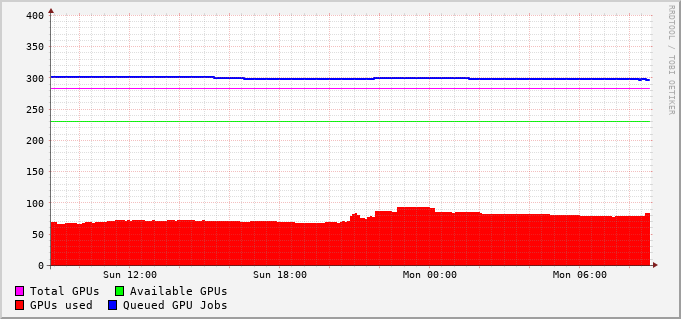 RRDTOOL / TOBI OETIKER
400
350
300
250
200
150
100
50
0
Sun 12:00 Sun 18:00 Mon 00:00 Mon 06:00
Total GPUs Available GPUs
GPUs used Queued GPU Jobs